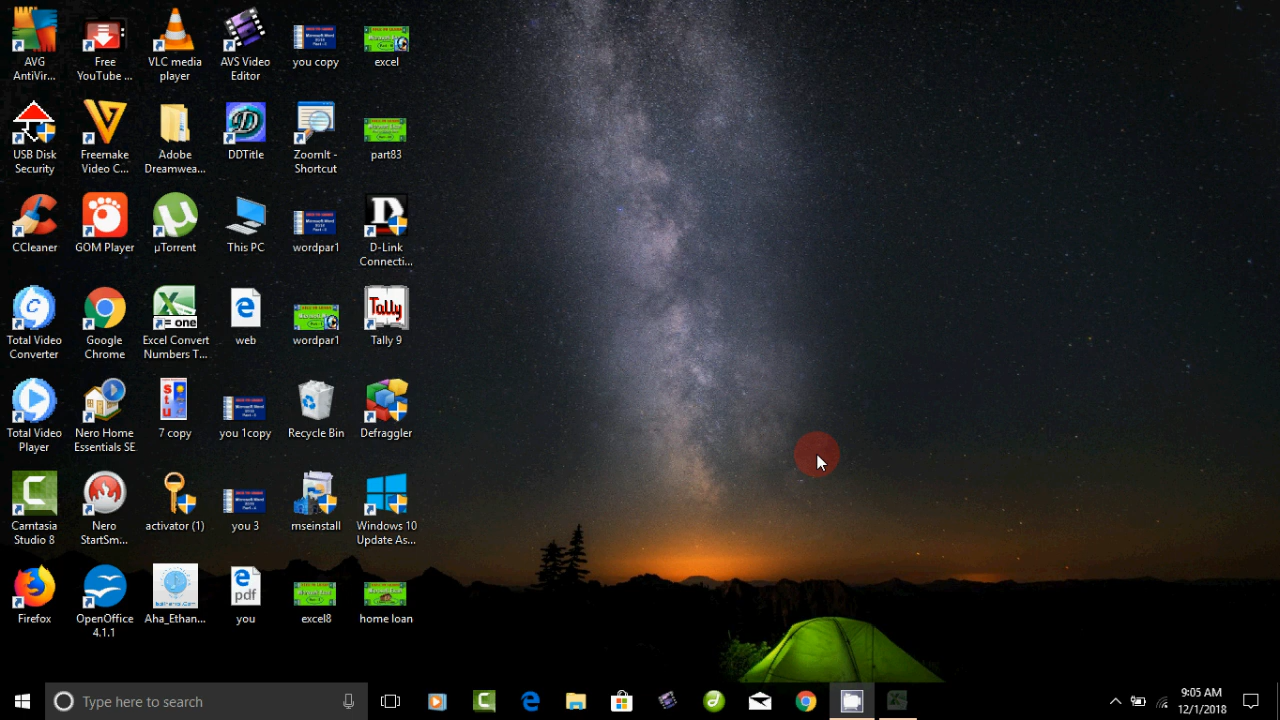 AVG
AntiVir...
Free
YouTube ...
VLC media
player
AVS Video
Editor
you copy
excel
USB Disk
Security
Freemake
Video C...
Adobe
Dreamwea...
DDTitle
ZoomIt -
Shortcut
part83
CCleaner
GOM Player
µTorrent
This PC
wordpar1
D-Link
Connecti...
Total Video
Converter
Google
Chrome
= one
Excel Convert
Numbers T...
web
wordpar1
Tally
Tally 9
Total Video
Player
Nero Home
Essentials SE
stu
7 copy
you 1copy
Recycle Bin
Defraggler
Camtasia
Studio 8
Nero
StartSm...
activator (1)
you 3
mseinstall
Windows 10
Update As...
Firefox
OpenOffice
4.1.1
Aha_Ethan...
pdf
you
excel8
home loan
Type here to search
9:05 AM
12/1/2018